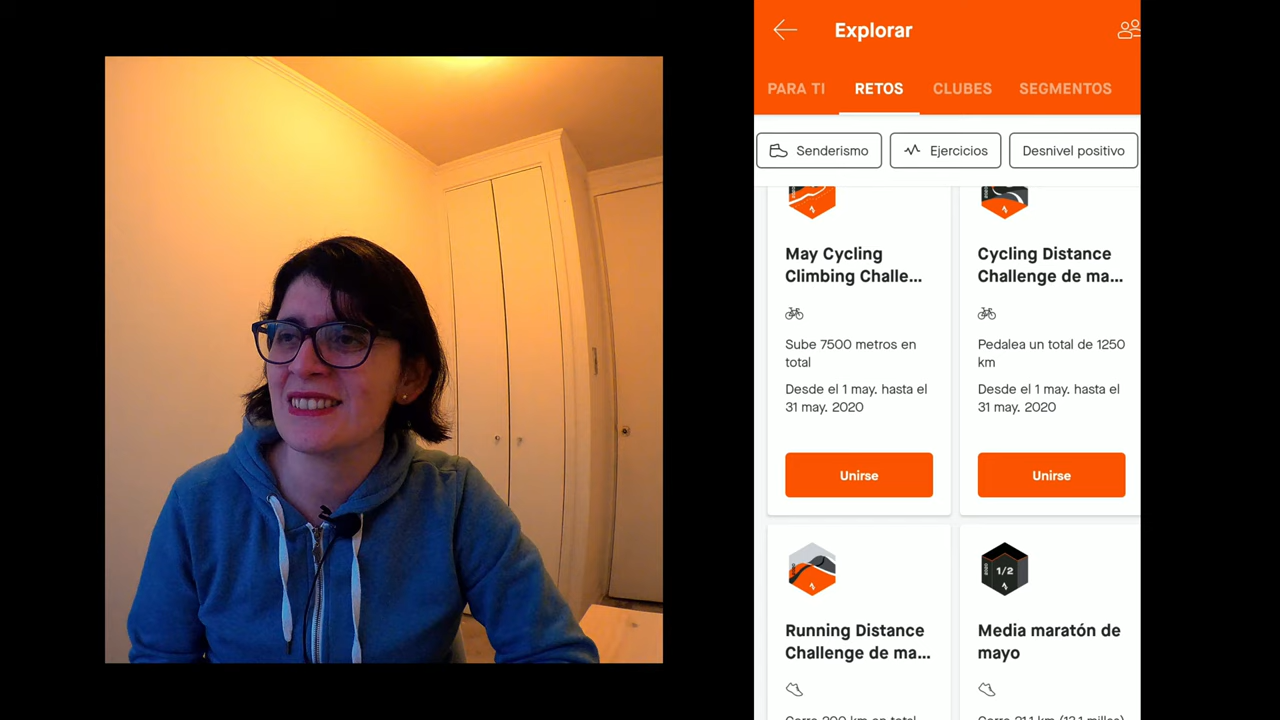 Explorar
PARA TI RETOS CLUBES SEGMENTOS
Senderismo Ejercicios Desnivel positivo
May Cycling
Climbing Challe...
Sube 7500 metros en
total
Desde el 1 may. hasta el
31 may. 2020
Unirse
Cycling Distance
Challenge de ma...
Pedalea un total de 1250
km
Desde el 1 may. hasta el
31 may. 2020
Unirse
Running Distance
Challenge de ma...
2020
1/2
Media maratón de
mayo